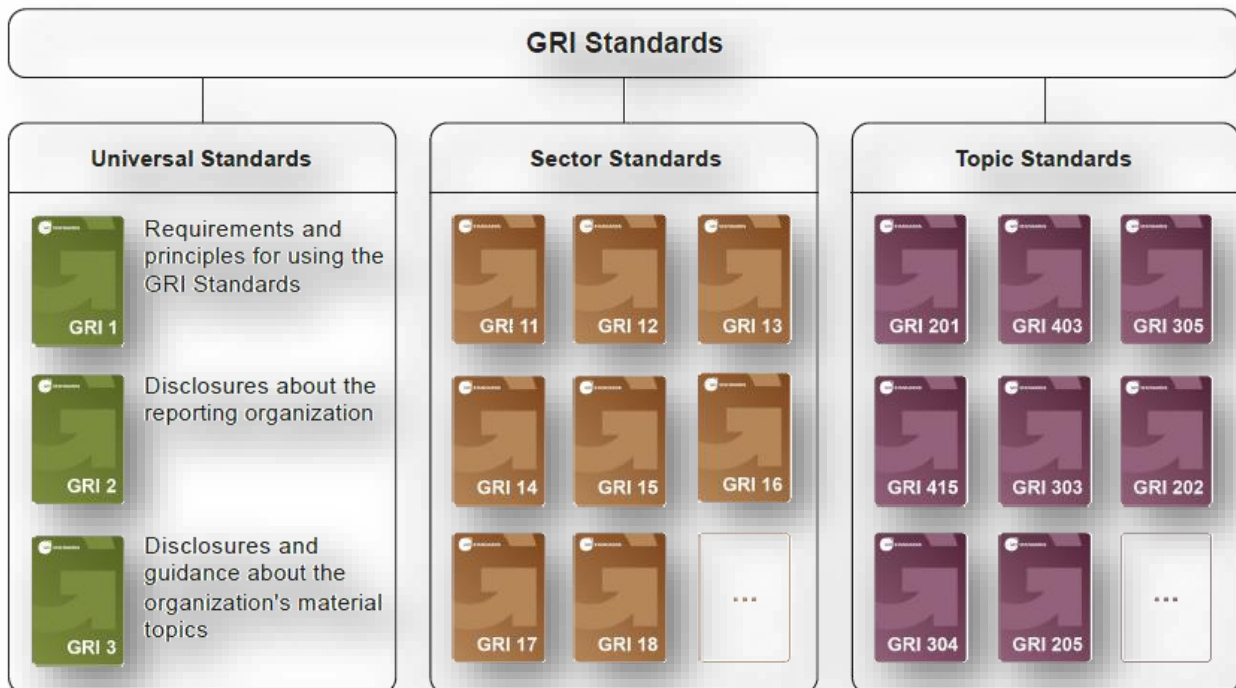 GRI Standards
Universal Standards
Requirements and
principles for using the
GRI Standards
GRI 1
Disclosures about the
reporting organization
GRI 2
Disclosures and
guidance about the
organization's material
topics
GRI 3
Sector Standards
GRI 11
GRI 12
GRI 13
GRI 14
GRI 15
GRI 16
GRI 17
GRI 18
...
Topic Standards
GRI 201
GRI 403
GRI 305
GRI 415
GRI 303
GRI 202
GRI 304
GRI 205
...